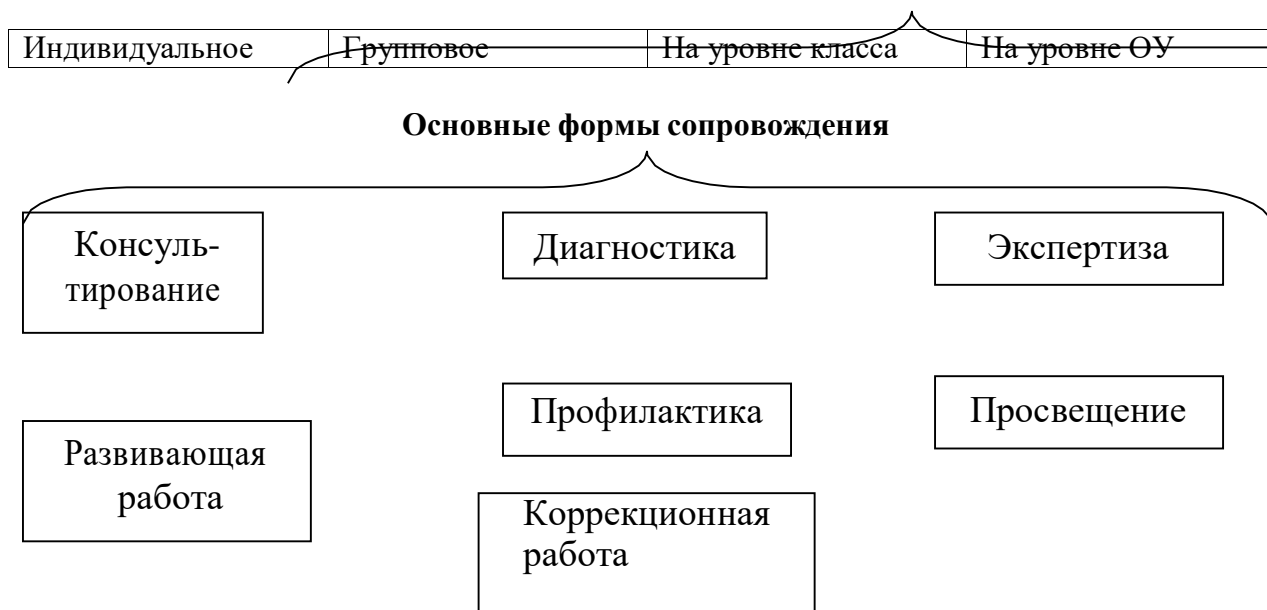 Индивидуальное Групповое На уровне класса На уровне ОУ
Основные формы сопровождения
Консуль-
тирование
Диагностика
Экспертиза
Развивающая
работа
Профилактика
Просвещение
Коррекционная
работа